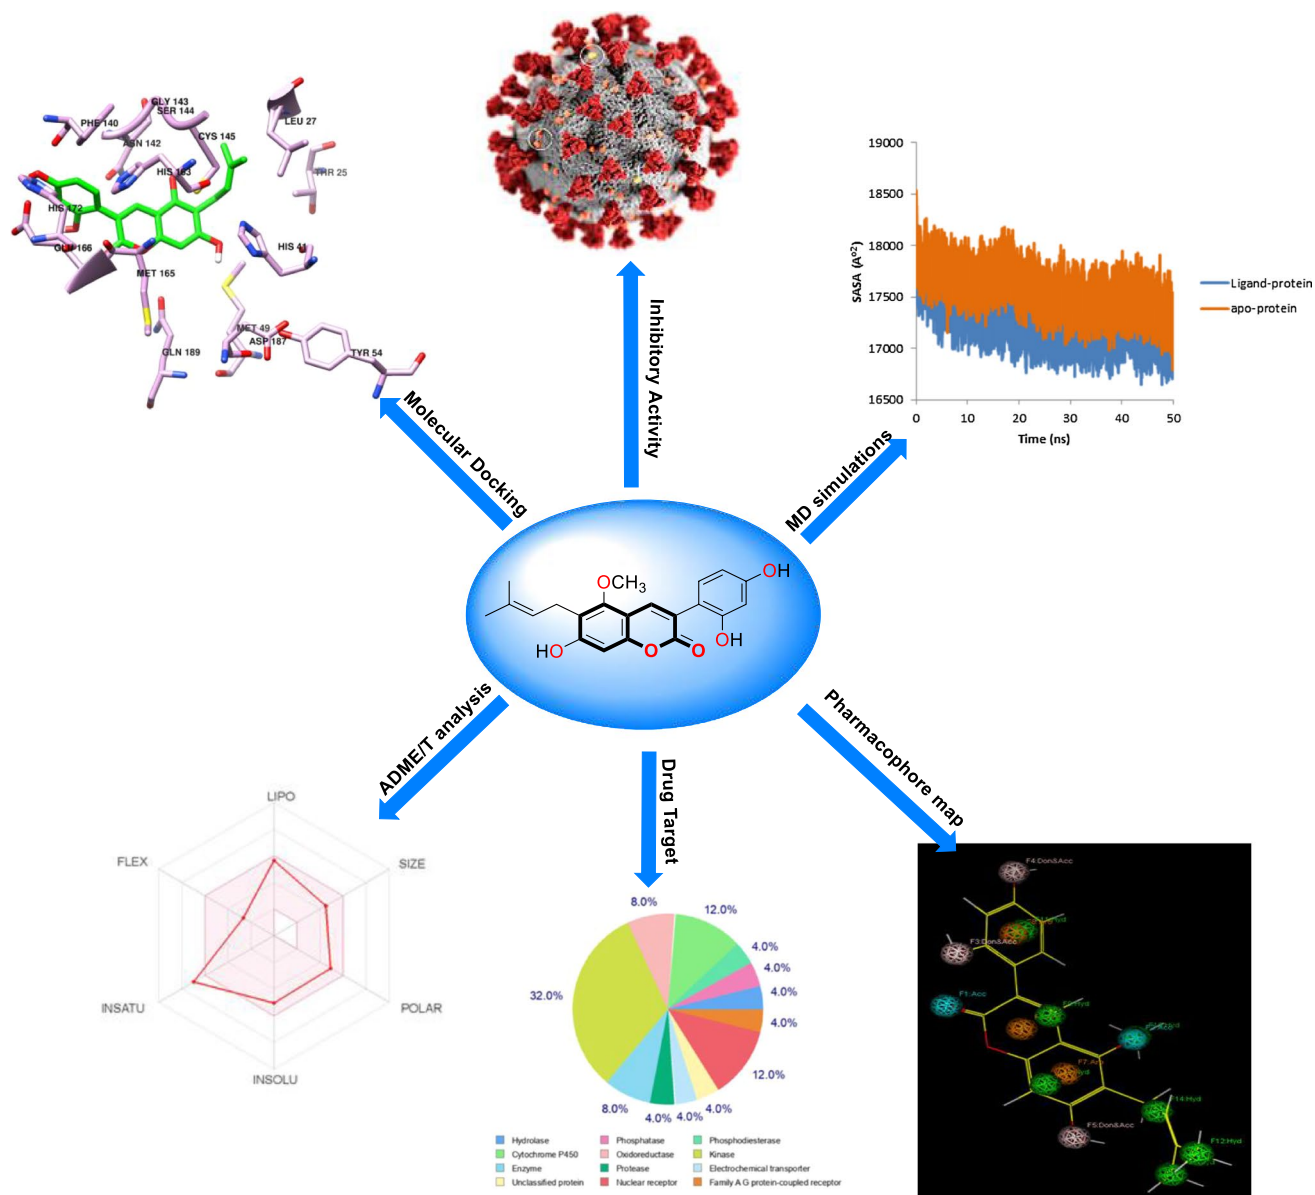 GLY 143
SER 144
PHE 140
ASN 142
CYS 145
LEU 27
HIS 163
THR 25
HIS 172
GLN 166
MET 165
HIS 41
MET 49
ASP 187
GLN 189
TYR 54
Molecular Docking
Inhibitory Activity
MD simulations
19000
18500
18000
17500
17000
16500
SASA (A°2)
0 10 20 30 40 50
Time (ns)
Ligand-protein
apo-protein
OCH3
OH
OH
HO
O
O
ADME/T analysis
Drug Target
Pharmacophore map
LIPO
FLEX
SIZE
INSATU
POLAR
INSOLU
8.0%
12.0%
4.0%
4.0%
32.0%
4.0%
4.0%
12.0%
8.0%
4.0%
4.0%
4.0%
Hydrolase
Phosphatase
Phosphodiesterase
Cytochrome P450
Oxidoreductase
Kinase
Enzyme
Protease
Electrochemical transporter
Unclassified protein
Nuclear receptor
Family A G protein-coupled receptor
F4:Don&Acc
F3:Don&Acc
F1:Acc
F5:Don&Acc
F12:Hyd